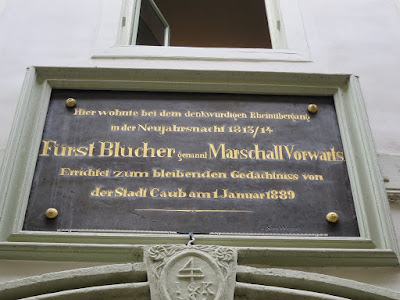 Hier wohnte bei dem denkwürdigen Rheinübergang
in der Neujahrsnacht 1813/14
Fürst Blücher genannt Marschall Vorwärts
Errichtet zum bleibenden Gedächtniss von
der Stadt Caub am 1 Januar 1889
4
K